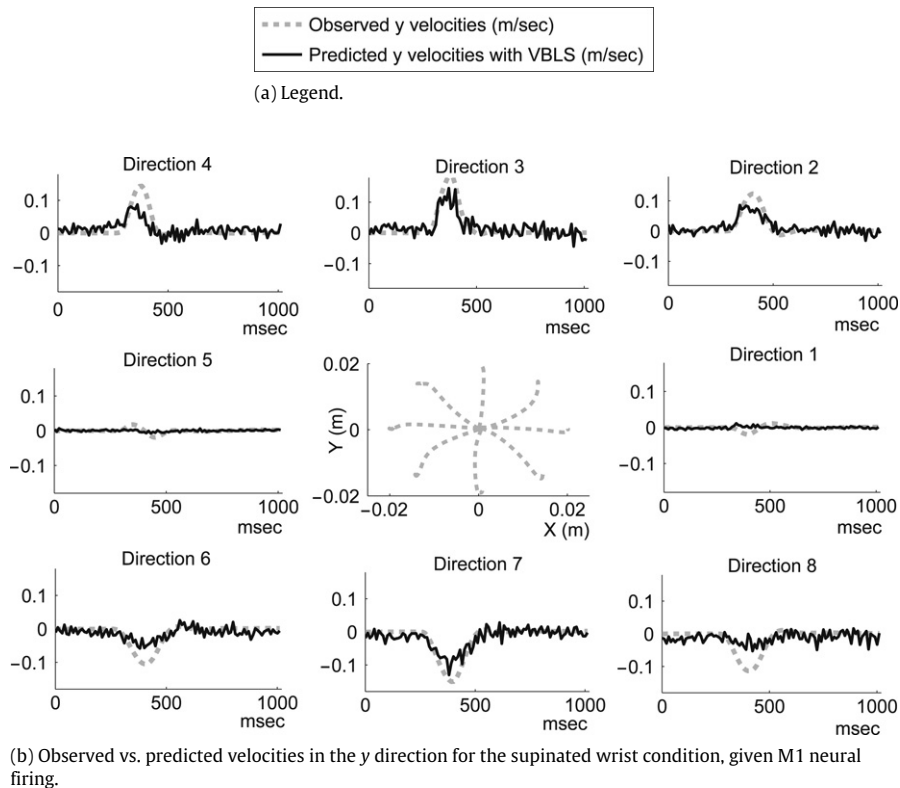 Observed y velocities (m/sec)
Predicted y velocities with VBLS (m/sec)
(a) Legend.
Direction 4
0.1
0
−0.1
0
500
1000
msec
Direction 3
0.1
0
−0.1
0
500
1000
msec
Direction 2
0.1
0
−0.1
0
500
1000
msec
Direction 5
0.1
0
−0.1
0
500
1000
msec
0.02
0
−0.02
Y (m)
−0.02
0
0.02
X (m)
Direction 1
0.1
0
−0.1
0
500
1000
msec
Direction 6
0.1
0
−0.1
0
500
1000
msec
Direction 7
0.1
0
−0.1
0
500
1000
msec
Direction 8
0.1
0
−0.1
0
500
1000
msec
(b) Observed vs. predicted velocities in the y direction for the supinated wrist condition, given M1 neural
firing.